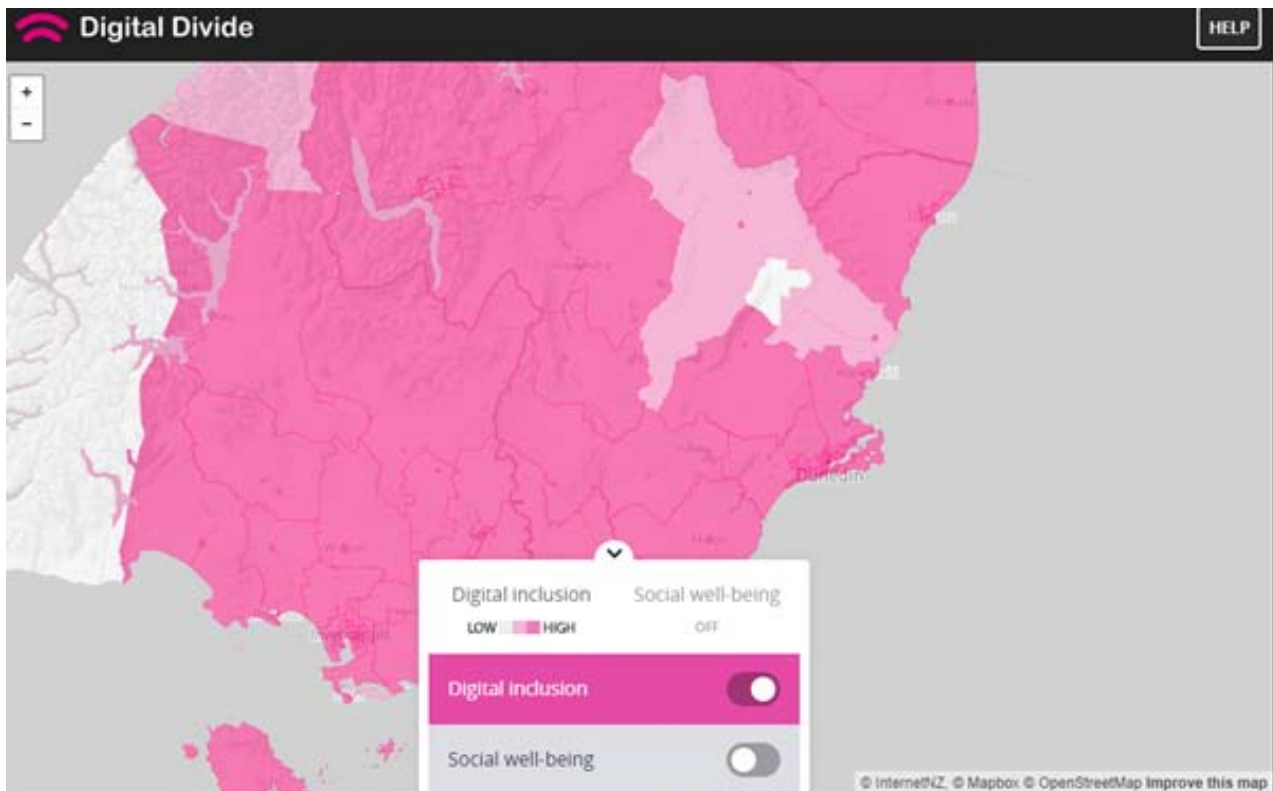 Digital Divide
HELP
+
-
Dunedin
Digital inclusion
Social well-being
LOW HIGH
OFF
Digital inclusion
Social well-being
© InternetNZ, © Mapbox © OpenStreetMap Improve this map